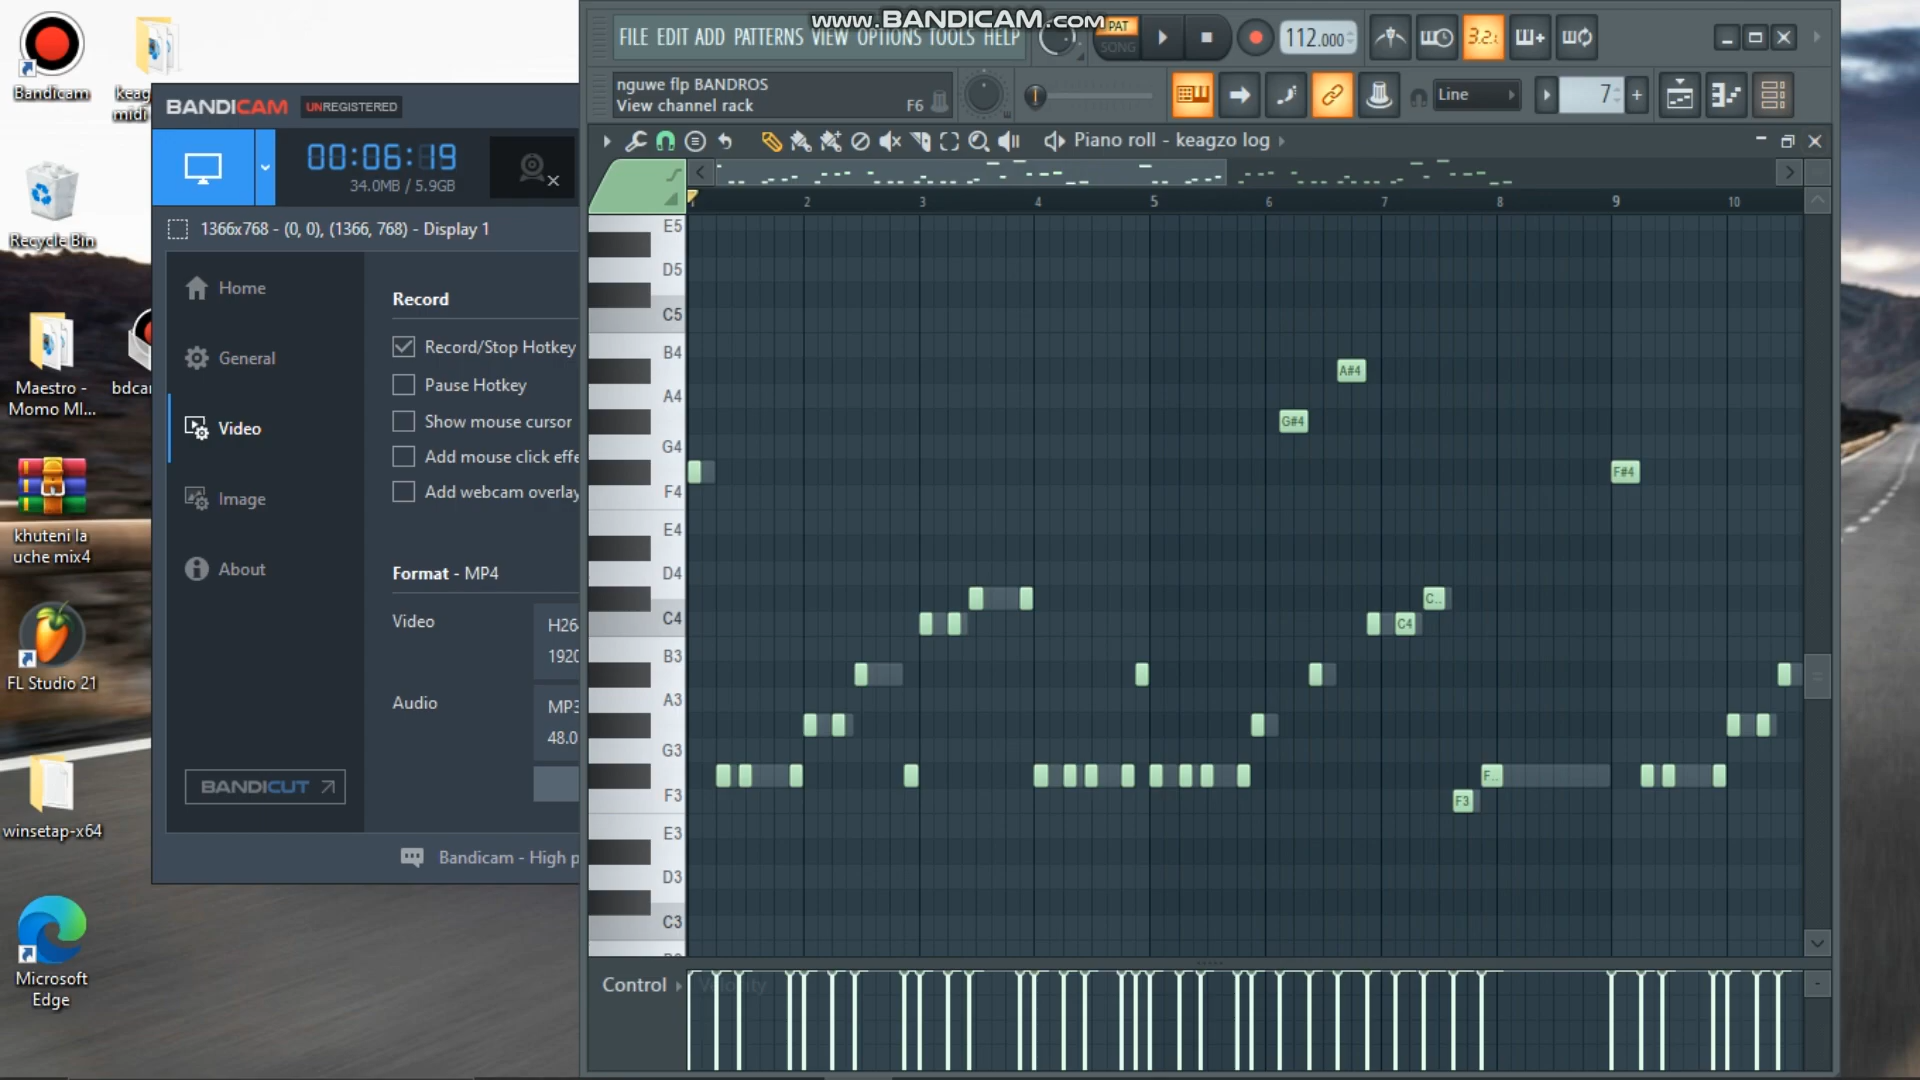 www.BANDICAM.com
Bandicam
keag
midi
Recycle Bin
Maestro -
Momo MI...
bdcar
khuteni la
uche mix4
FL Studio 21
winsetap-x64
Microsoft
Edge
BANDICAM UNREGISTERED
00:06:19
34.0MB / 5.9GB
1366x768 - (0, 0), (1366, 768) - Display 1
Home
General
Video
Image
About
BANDICUT
Record
Record/Stop Hotkey
Pause Hotkey
Show mouse cursor
Add mouse click effe
Add webcam overlay
Format - MP4
Video
H26
1920
Audio
MP3
48.0
Bandicam - High p
FILE EDIT ADD PATTERNS VIEW OPTIONS TOOLS HELP
PAT
SONG
112.000
3.2.:
nguwe flp BANDROS
View channel rack
F6
Line
7
+
Piano roll - keagzo log
1 2 3 4 5 6 7 8 9 10
E5
D5
C5
B4
A4
G4
F4
E4
D4
C4
B3
A3
G3
F3
E3
D3
C3
A#4
G#4
F#4
C..
C4
F..
F3
Control
Velocity